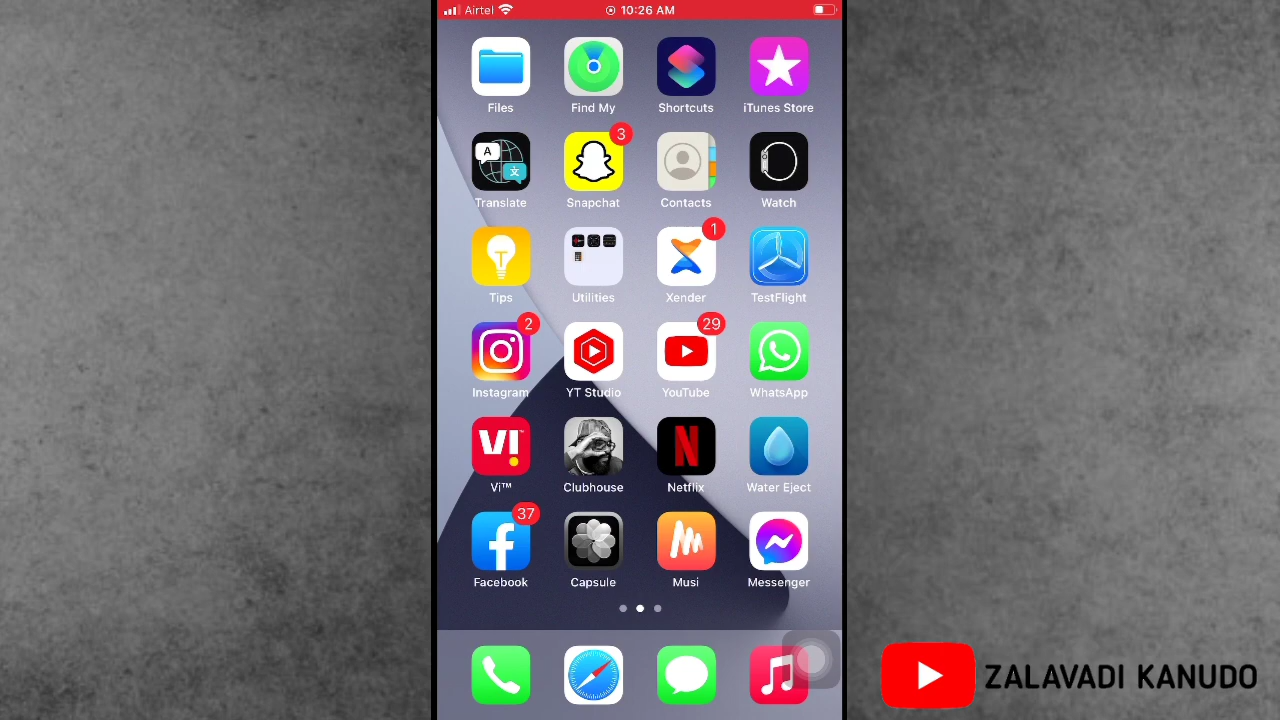 Airtel 10:26 AM
Files Find My Shortcuts iTunes Store
3
A 文
Translate Snapchat Contacts Watch
1
T
Tips Utilities Xender TestFlight
2 29
Instagram YT Studio YouTube WhatsApp
VI™ N
Vi™ Clubhouse Netflix Water Eject
37
f
Facebook Capsule Musi Messenger
ZALAVADI KANUDO